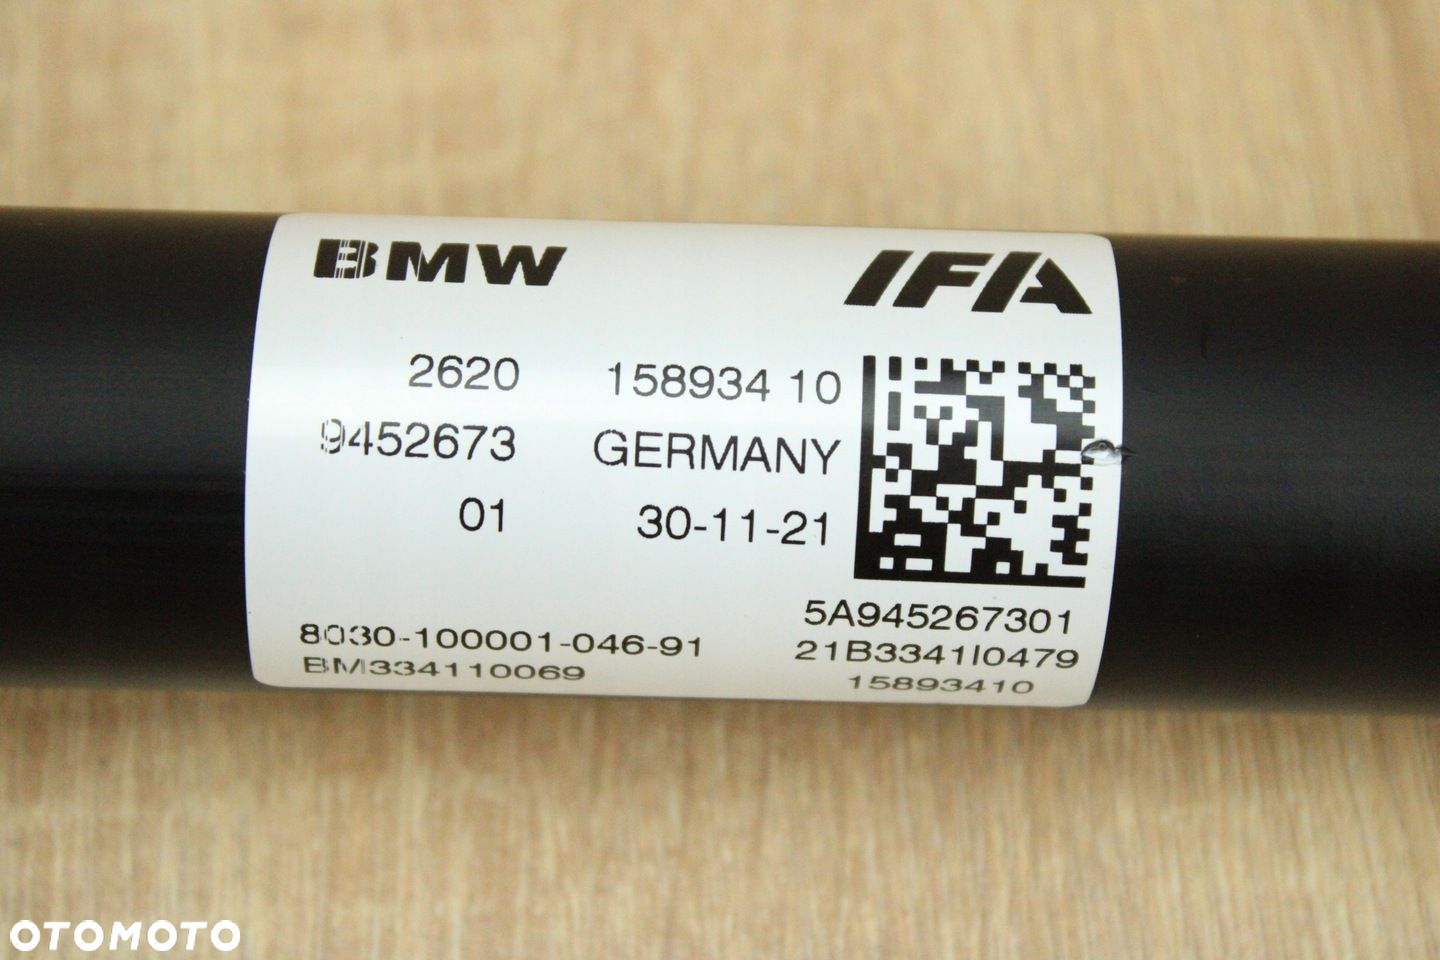 BMW IFA
2620 158934 10
9452673 GERMANY
01 30-11-21
5A945267301
8030-100001-046-91 21B3341I0479
BM334110069 15893410
OTOMOTO